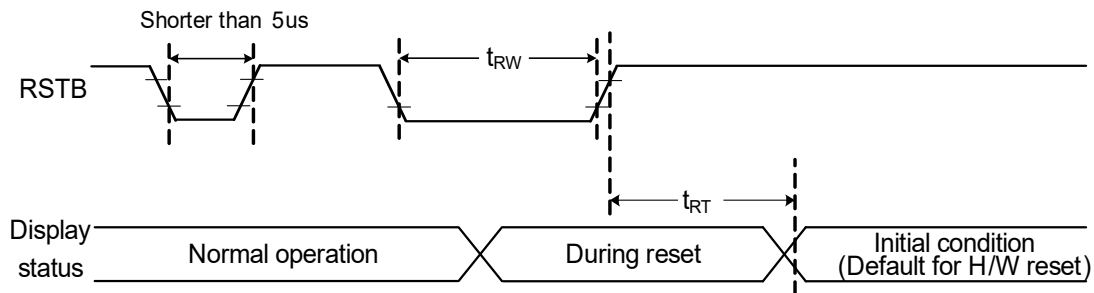 Shorter than 5us
RSTB
tRW
tRT
Display
status
Normal operation
During reset
Initial condition
(Default for H/W reset)